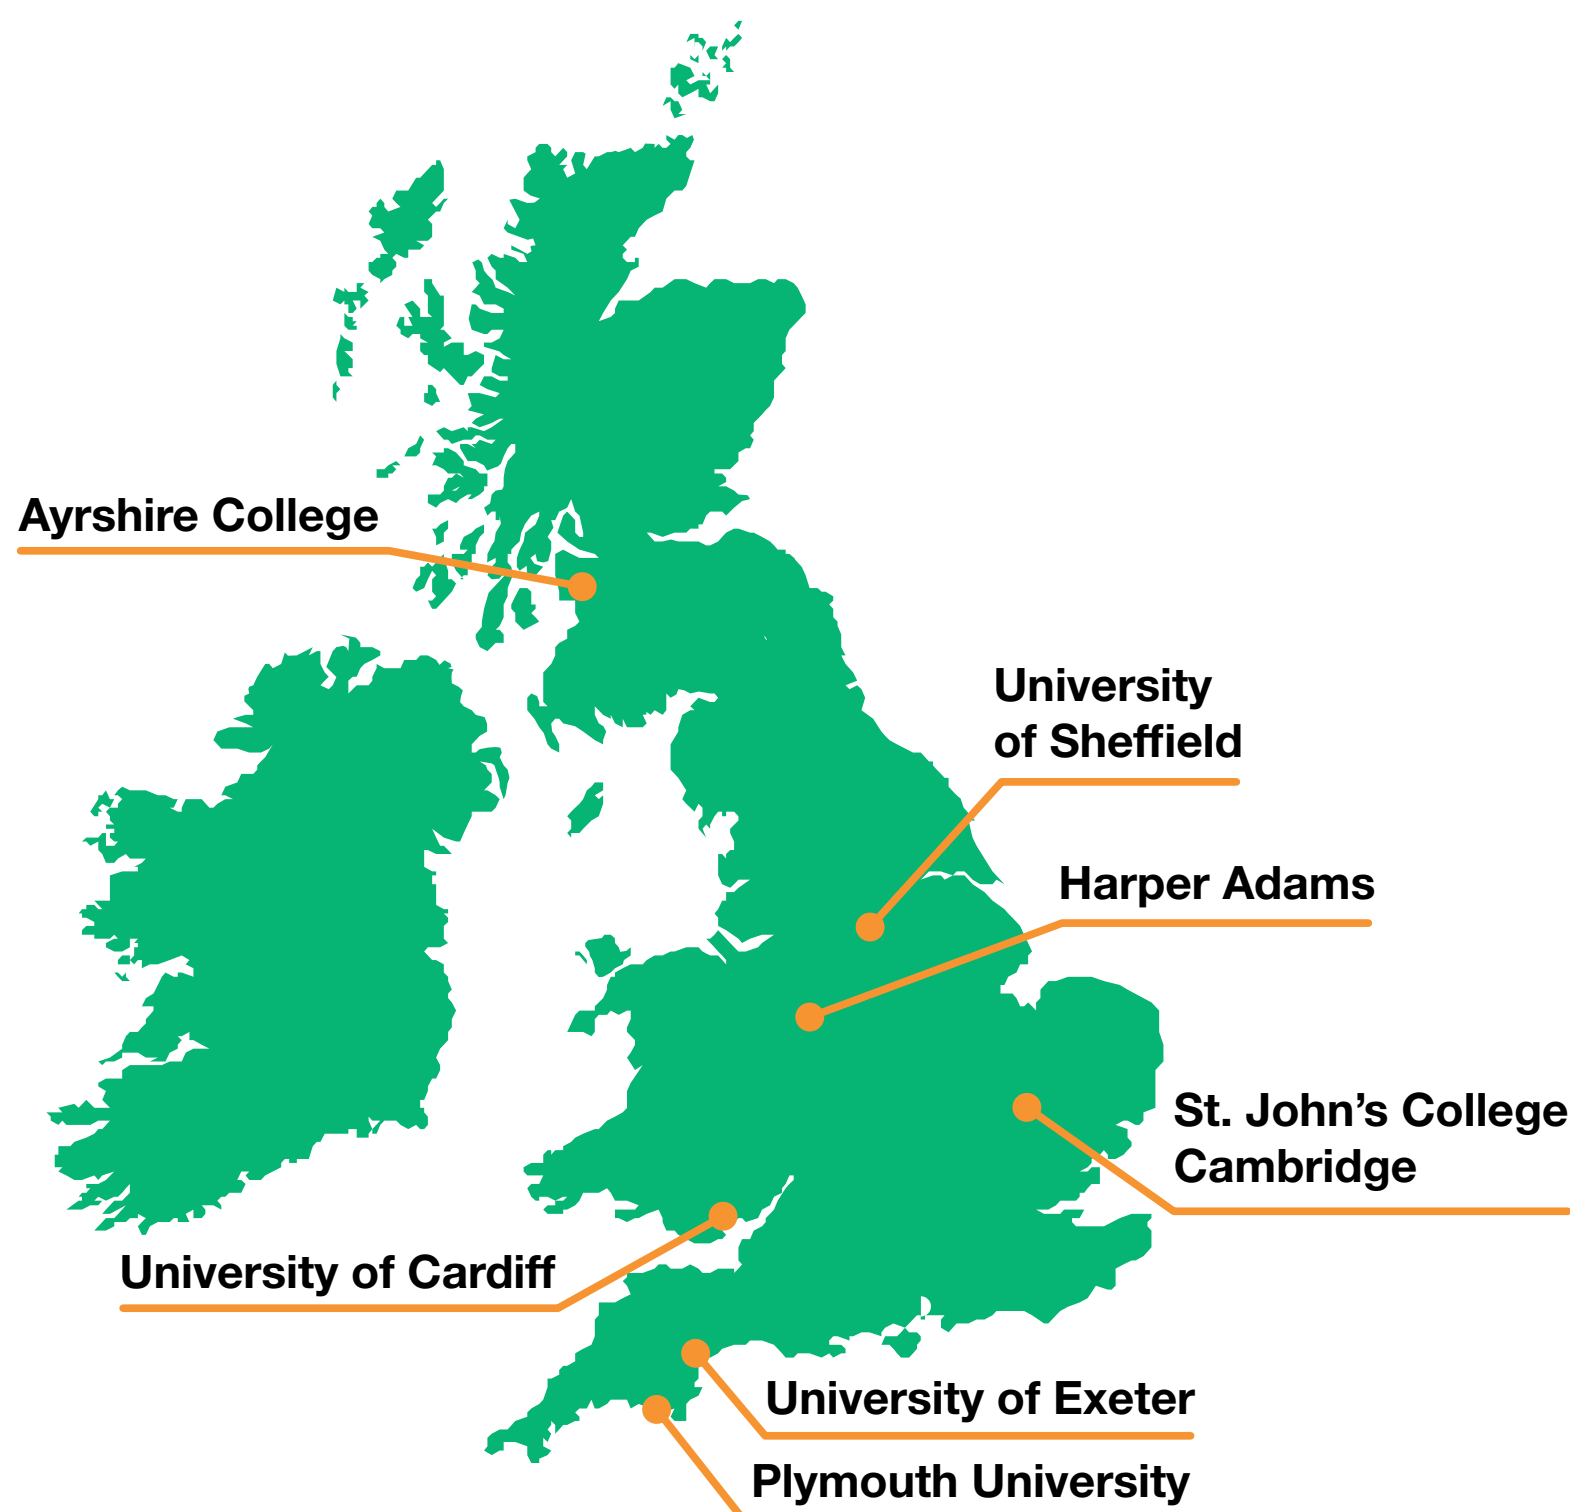 Ayrshire College
University
of Sheffield
Harper Adams
St. John’s College
Cambridge
University of Cardiff
University of Exeter
Plymouth University